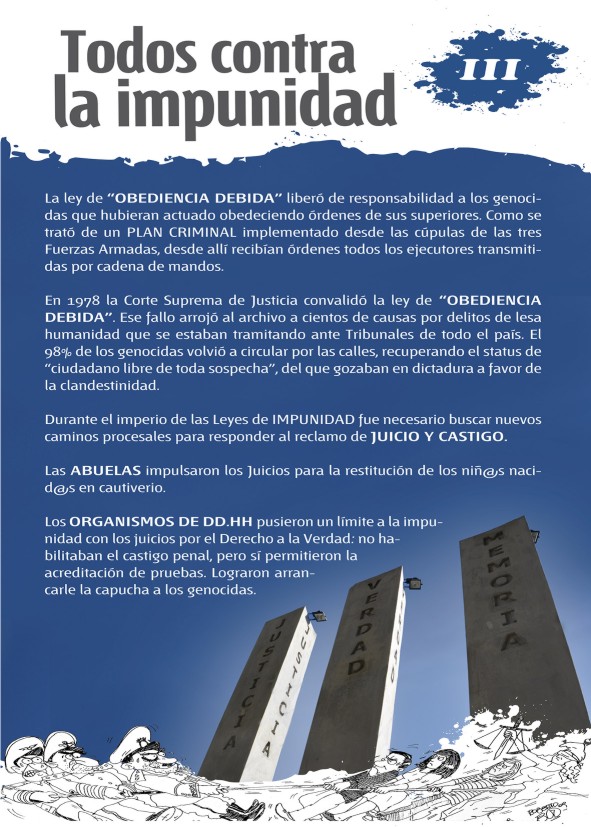 Todos contra
la impunidad
III
La ley de “OBEDIENCIA DEBIDA” liberó de responsabilidad a los genoci-
das que hubieran actuado obedeciendo órdenes de sus superiores. Como se
trató de un PLAN CRIMINAL implementado desde las cúpulas de las tres
Fuerzas Armadas, desde allí recibían órdenes todos los ejecutores transmiti-
das por cadena de mandos.
En 1978 la Corte Suprema de Justicia convalidó la ley de “OBEDIENCIA
DEBIDA”. Ese fallo arrojó al archivo a cientos de causas por delitos de lesa
humanidad que se estaban tramitando ante Tribunales de todo el país. El
98% de los genocidas volvió a circular por las calles, recuperando el status de
“ciudadano libre de toda sospecha”, del que gozaban en dictadura a favor de
la clandestinidad.
Durante el imperio de las Leyes de IMPUNIDAD fue necesario buscar nuevos
caminos procesales para responder al reclamo de JUICIO Y CASTIGO.
Las ABUELAS impulsaron los Juicios para la restitución de los niñ@s naci-
d@s en cautiverio.
Los ORGANISMOS DE DD.HH pusieron un límite a la impu-
nidad con los juicios por el Derecho a la Verdad: no ha-
bilitaban el castigo penal, pero sí permitieron la
acreditación de pruebas. Lograron arran-
carle la capucha a los genocidas.
JUSTICIA
JUSTICIA
VERDAD
VERDAD
MEMORIA